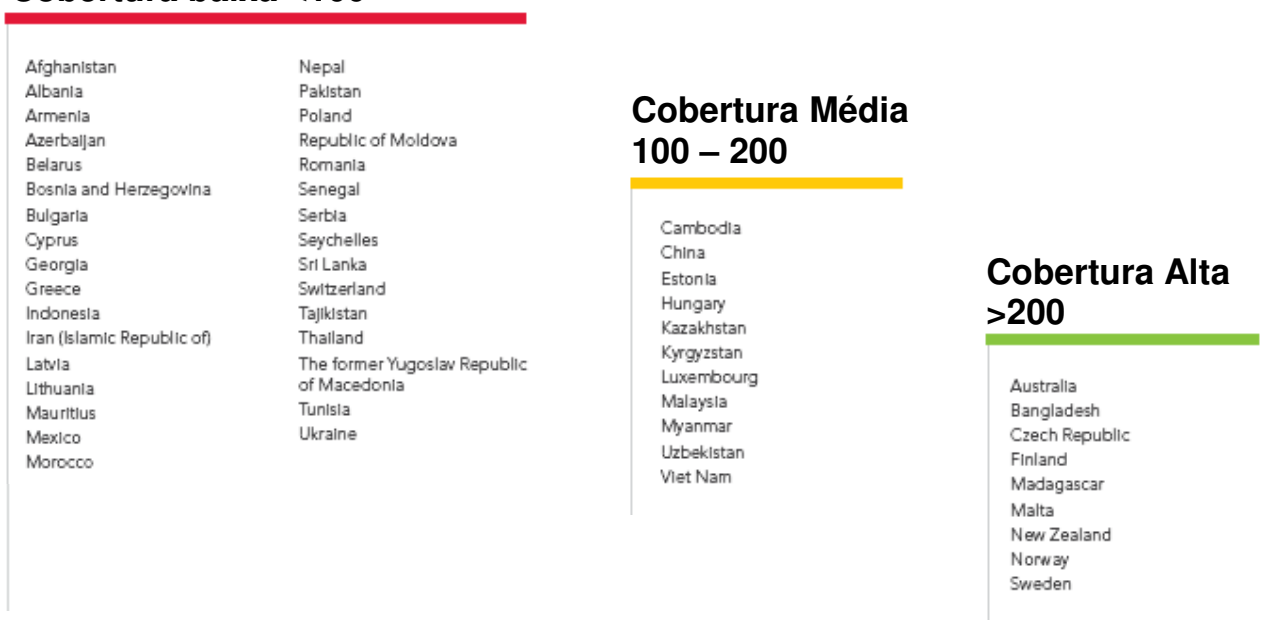 Afghanistan
Albania
Armenia
Azerbaijan
Belarus
Bosnia and Herzegovina
Bulgaria
Cyprus
Georgia
Greece
Indonesia
Iran (Islamic Republic of)
Latvia
Lithuania
Mauritius
Mexico
Morocco
Nepal
Pakistan
Poland
Republic of Moldova
Romania
Senegal
Serbia
Seychelles
Sri Lanka
Switzerland
Tajikistan
Thailand
The former Yugoslav Republic
of Macedonia
Tunisia
Ukraine
Cobertura Média
100 – 200
Cambodia
China
Estonia
Hungary
Kazakhstan
Kyrgyzstan
Luxembourg
Malaysia
Myanmar
Uzbekistan
Viet Nam
Cobertura Alta
>200
Australia
Bangladesh
Czech Republic
Finland
Madagascar
Malta
New Zealand
Norway
Sweden